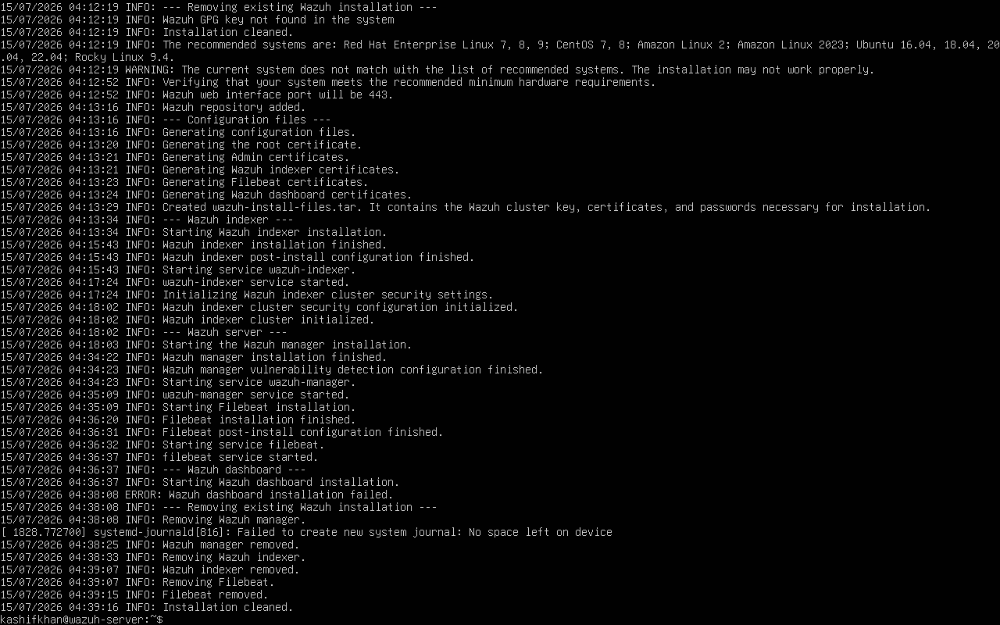 15/07/2026 04:12:19 INFO: --- Removing existing Wazuh installation ---
15/07/2026 04:12:19 INFO: Wazuh GPG key not found in the system
15/07/2026 04:12:19 INFO: Installation cleaned.
15/07/2026 04:12:19 INFO: The recommended systems are: Red Hat Enterprise Linux 7, 8, 9; CentOS 7, 8; Amazon Linux 2; Amazon Linux 2023; Ubuntu 16.04, 18.04, 20
.04, 22.04; Rocky Linux 9.4.
15/07/2026 04:12:19 WARNING: The current system does not match with the list of recommended systems. The installation may not work properly.
15/07/2026 04:12:52 INFO: Verifying that your system meets the recommended minimum hardware requirements.
15/07/2026 04:12:52 INFO: Wazuh web interface port will be 443.
15/07/2026 04:13:16 INFO: Wazuh repository added.
15/07/2026 04:13:16 INFO: --- Configuration files ---
15/07/2026 04:13:16 INFO: Generating configuration files.
15/07/2026 04:13:20 INFO: Generating the root certificate.
15/07/2026 04:13:21 INFO: Generating Admin certificates.
15/07/2026 04:13:21 INFO: Generating Wazuh indexer certificates.
15/07/2026 04:13:23 INFO: Generating Filebeat certificates.
15/07/2026 04:13:24 INFO: Generating Wazuh dashboard certificates.
15/07/2026 04:13:29 INFO: Created wazuh-install-files.tar. It contains the Wazuh cluster key, certificates, and passwords necessary for installation.
15/07/2026 04:13:34 INFO: --- Wazuh indexer ---
15/07/2026 04:13:34 INFO: Starting Wazuh indexer installation.
15/07/2026 04:15:43 INFO: Wazuh indexer installation finished.
15/07/2026 04:15:43 INFO: Wazuh indexer post-install configuration finished.
15/07/2026 04:15:43 INFO: Starting service wazuh-indexer.
15/07/2026 04:17:24 INFO: wazuh-indexer service started.
15/07/2026 04:17:24 INFO: Initializing Wazuh indexer cluster security settings.
15/07/2026 04:18:02 INFO: Wazuh indexer cluster security configuration initialized.
15/07/2026 04:18:02 INFO: Wazuh indexer cluster initialized.
15/07/2026 04:18:02 INFO: --- Wazuh server ---
15/07/2026 04:18:03 INFO: Starting the Wazuh manager installation.
15/07/2026 04:34:22 INFO: Wazuh manager installation finished.
15/07/2026 04:34:23 INFO: Wazuh manager vulnerability detection configuration finished.
15/07/2026 04:34:23 INFO: Starting service wazuh-manager.
15/07/2026 04:35:09 INFO: wazuh-manager service started.
15/07/2026 04:35:09 INFO: Starting Filebeat installation.
15/07/2026 04:36:20 INFO: Filebeat installation finished.
15/07/2026 04:36:31 INFO: Filebeat post-install configuration finished.
15/07/2026 04:36:32 INFO: Starting service filebeat.
15/07/2026 04:36:37 INFO: filebeat service started.
15/07/2026 04:36:37 INFO: --- Wazuh dashboard ---
15/07/2026 04:36:37 INFO: Starting Wazuh dashboard installation.
15/07/2026 04:38:08 ERROR: Wazuh dashboard installation failed.
15/07/2026 04:38:08 INFO: --- Removing existing Wazuh installation ---
15/07/2026 04:38:08 INFO: Removing Wazuh manager.
[ 1828.772700] systemd-journald[816]: Failed to create new system journal: No space left on device
15/07/2026 04:38:25 INFO: Wazuh manager removed.
15/07/2026 04:38:33 INFO: Removing Wazuh indexer.
15/07/2026 04:39:07 INFO: Wazuh indexer removed.
15/07/2026 04:39:07 INFO: Removing Filebeat.
15/07/2026 04:39:15 INFO: Filebeat removed.
15/07/2026 04:39:16 INFO: Installation cleaned.
kashifkhan@wazuh-server:~$